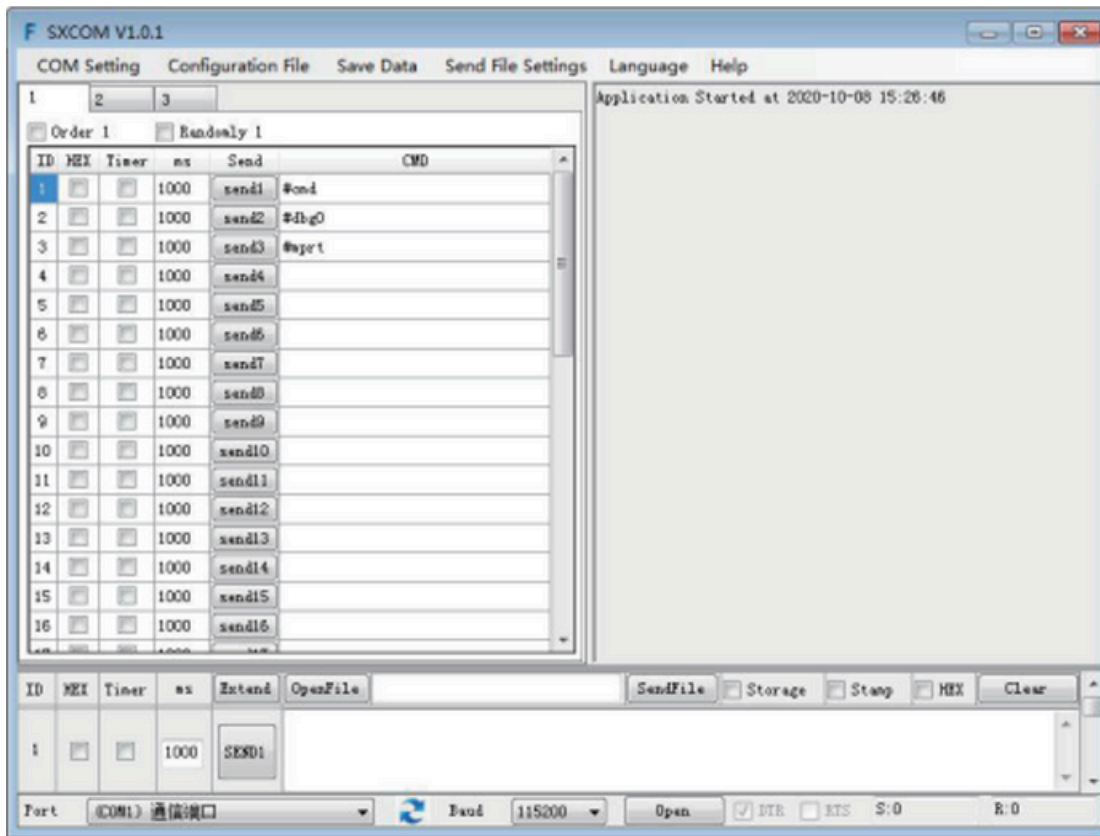 F SXCOM V1.0.1
COM Setting Configuration File Save Data Send File Settings Language Help
1 2 3
Order 1 Randomly 1
ID HEX Timer ms Send CMD
1 1000 send1 #cmd
2 1000 send2 #dbg0
3 1000 send3 #mprt
4 1000 send4
5 1000 send5
6 1000 send6
7 1000 send7
8 1000 send8
9 1000 send9
10 1000 send10
11 1000 send11
12 1000 send12
13 1000 send13
14 1000 send14
15 1000 send15
16 1000 send16
Application Started at 2020-10-08 15:26:46
ID HEX Timer ms Extend OpenFile SendFile Storage Stamp HEX Clear
1 1000 SEND1
Port (COM1) 通信端口 Baud 115200 Open DTR RTS S:0 R:0